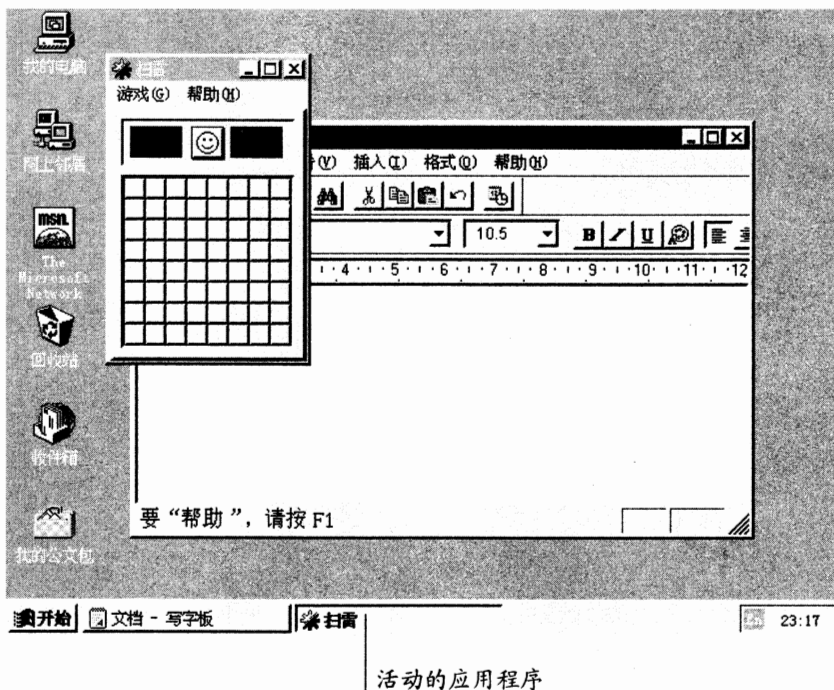 我的电脑
网上邻居
msn.
The
Microsoft
Network
回收站
收件箱
我的公文包
扫雷
游戏(G) 帮助(H)
(V) 插入(I) 格式(O) 帮助(H)
10.5
B I U
4 5 6 7 8 9 10 11 12
要“帮助”，请按 F1
开始
文档 - 写字板
扫雷
23:17
活动的应用程序